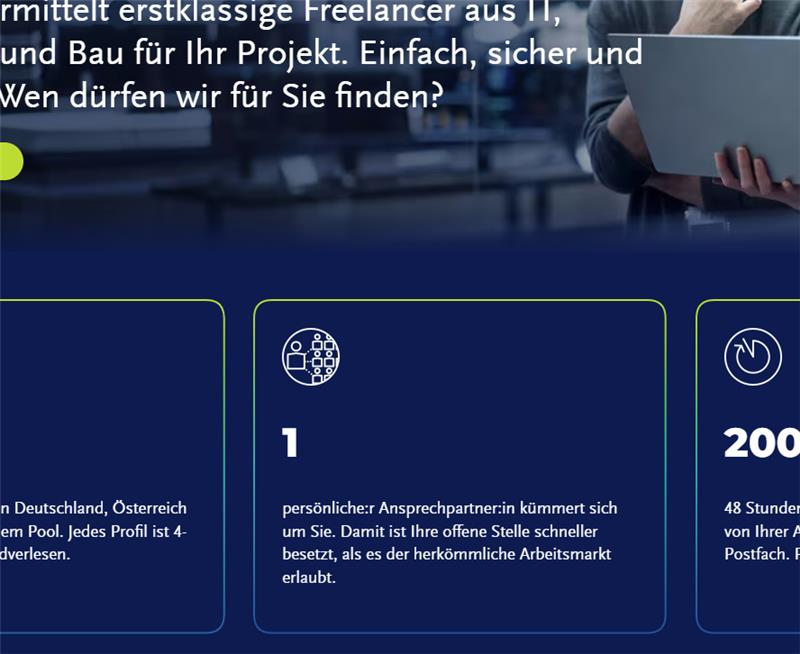 rmittelt erstklassige Freelancer aus IT,
und Bau für Ihr Projekt. Einfach, sicher und
Wen dürfen wir für Sie finden?
n Deutschland, Österreich
em Pool. Jedes Profil ist 4-
dverlesen.
1
persönliche:r Ansprechpartner:in kümmert sich
um Sie. Damit ist Ihre offene Stelle schneller
besetzt, als es der herkömmliche Arbeitsmarkt
erlaubt.
200
48 Stunden
von Ihrer A
Postfach.